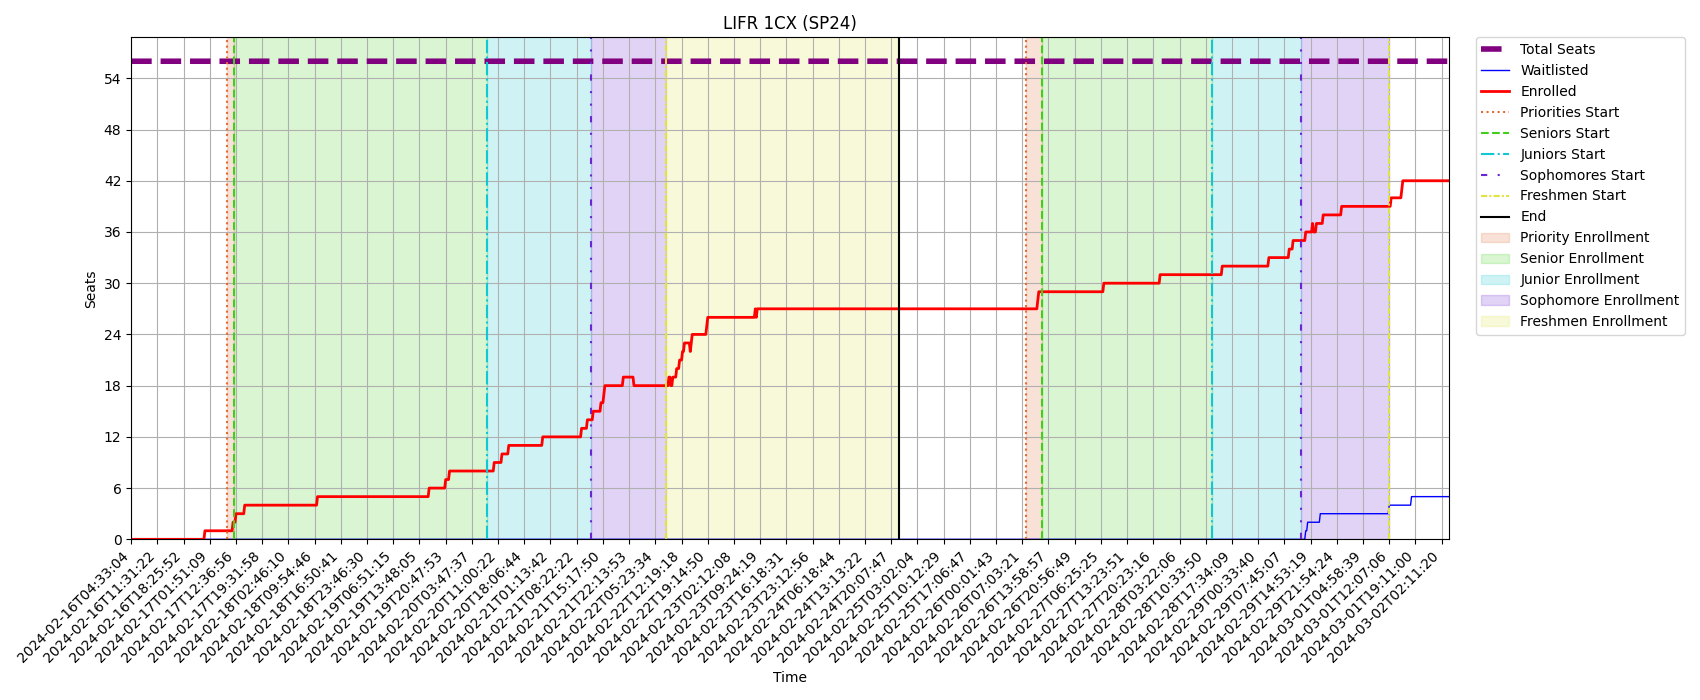 LIFR 1CX (SP24)
Seats
54
48
42
36
30
24
18
12
6
0
2024-02-16T04:33:04
2024-02-16T11:31:22
2024-02-16T18:25:52
2024-02-17T01:51:09
2024-02-17T12:36:56
2024-02-17T19:31:58
2024-02-18T02:46:10
2024-02-18T09:54:46
2024-02-18T16:50:41
2024-02-18T23:46:30
2024-02-19T06:51:15
2024-02-19T13:48:05
2024-02-19T20:47:53
2024-02-20T03:47:37
2024-02-20T11:00:22
2024-02-20T18:06:44
2024-02-21T01:13:42
2024-02-21T08:22:22
2024-02-21T15:17:50
2024-02-21T22:13:53
2024-02-22T05:23:34
2024-02-22T12:19:18
2024-02-22T19:14:50
2024-02-23T02:12:08
2024-02-23T09:24:19
2024-02-23T16:18:31
2024-02-23T23:12:56
2024-02-24T06:18:44
2024-02-24T13:13:22
2024-02-24T20:07:47
2024-02-25T03:02:04
2024-02-25T10:12:29
2024-02-25T17:06:47
2024-02-26T00:01:43
2024-02-26T07:03:21
2024-02-26T13:58:57
2024-02-26T20:56:49
2024-02-27T06:25:25
2024-02-27T13:23:51
2024-02-27T20:23:16
2024-02-28T03:22:06
2024-02-28T10:33:50
2024-02-28T17:34:09
2024-02-29T00:33:40
2024-02-29T07:45:07
2024-02-29T14:53:19
2024-02-29T21:54:24
2024-03-01T04:58:39
2024-03-01T12:07:06
2024-03-01T19:11:00
2024-03-02T02:11:20
Time
Total Seats
Waitlisted
Enrolled
Priorities Start
Seniors Start
Juniors Start
Sophomores Start
Freshmen Start
End
Priority Enrollment
Senior Enrollment
Junior Enrollment
Sophomore Enrollment
Freshmen Enrollment